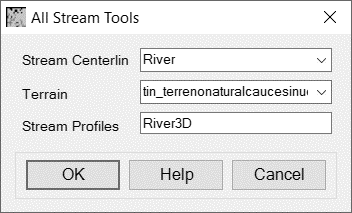 All Stream Tools
Stream Centerlin River
Terrain tin_terrenonaturalcaucesinu
Stream Profiles River3D
OK Help Cancel